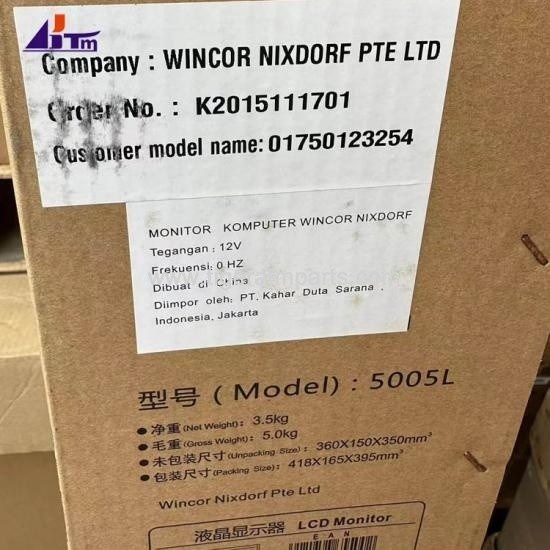 JTm
Company : WINCOR NIXDORF PTE LTD
Order No. : K2015111701
Customer model name: 01750123254
MONITOR KOMPUTER WINCOR NIXDORF
Tegangan : 12V
Frekuensi: 0 HZ
Dibuat di China
Diimpor oleh: PT. Kahar Duta Sarana ,
Indonesia, Jakarta
型号 ( Model) : 5005L
●净重(Net Weight): 3.5kg
●毛重(Gross Weight): 5.0kg
●未包装尺寸(Unpacking Size): 360X150X350mm³
●包装尺寸(Packing Size): 418X165X395mm³
Wincor Nixdorf Pte Ltd
液晶显示器 LCD Monitor
EAN